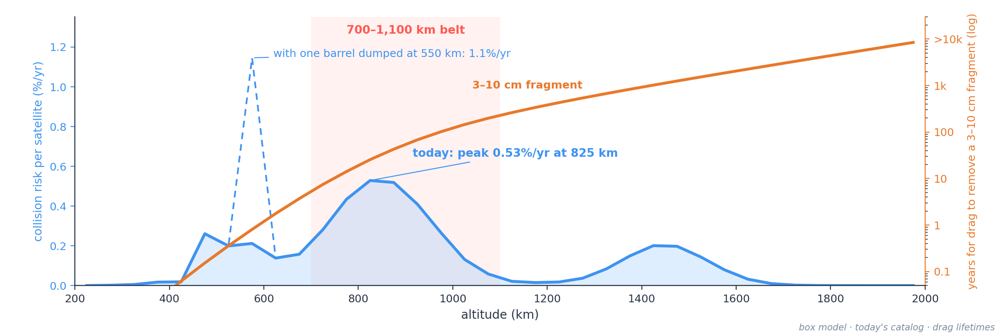 700–1,100 km belt
with one barrel dumped at 550 km: 1.1%/yr
3–10 cm fragment
today: peak 0.53%/yr at 825 km
collision risk per satellite (%/yr)
1.2
1.0
0.8
0.6
0.4
0.2
0.0
years for drag to remove a 3–10 cm fragment (log)
>10k
1k
100
10
1
0.1
200 400 600 800 1000 1200 1400 1600 1800 2000
altitude (km)
box model · today's catalog · drag lifetimes